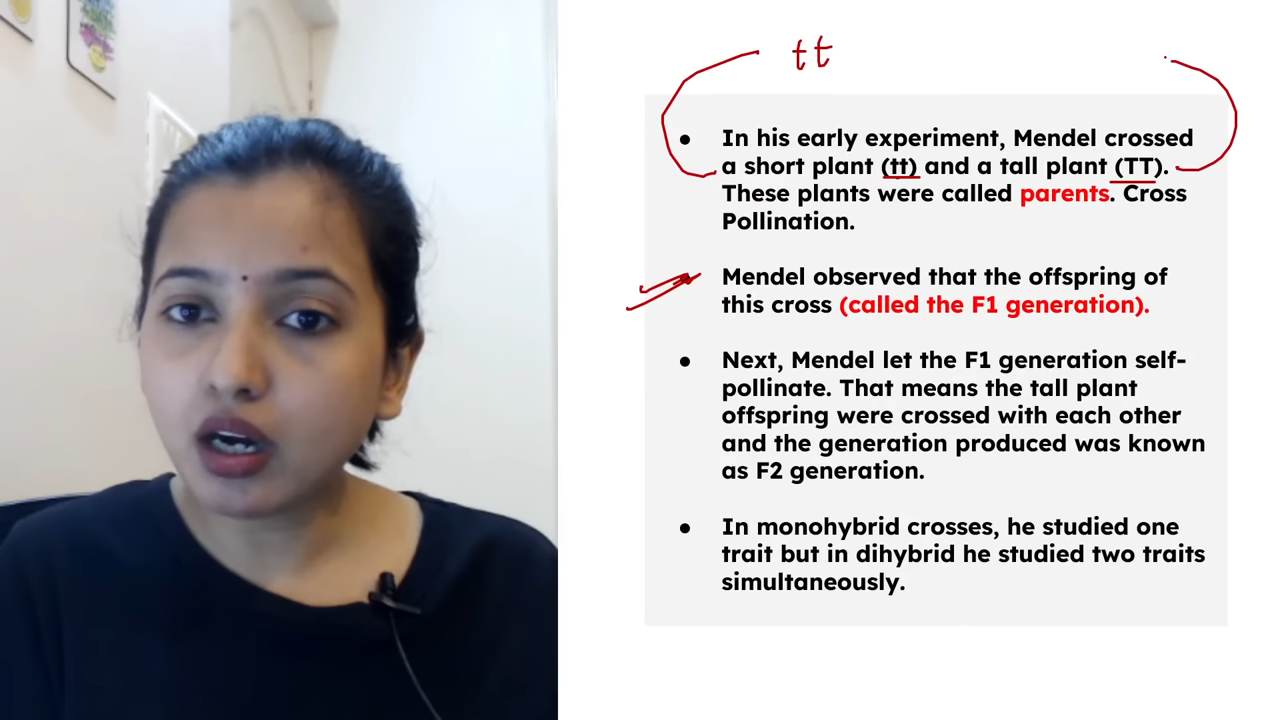 tt
● In his early experiment, Mendel crossed
a short plant (tt) and a tall plant (TT).
These plants were called parents. Cross
Pollination.
Mendel observed that the offspring of
this cross (called the F1 generation).
● Next, Mendel let the F1 generation self-
pollinate. That means the tall plant
offspring were crossed with each other
and the generation produced was known
as F2 generation.
● In monohybrid crosses, he studied one
trait but in dihybrid he studied two traits
simultaneously.